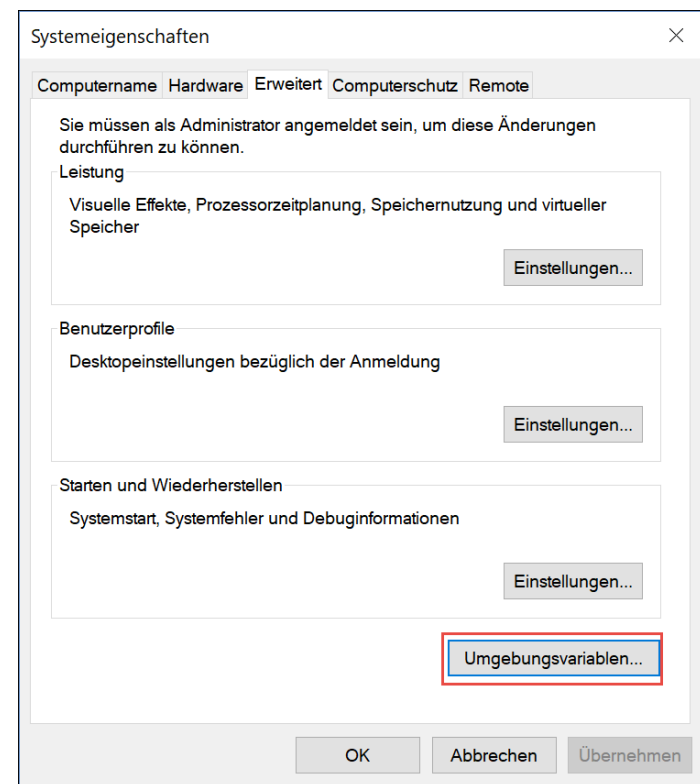 Systemeigenschaften
Computername Hardware Erweitert Computerschutz Remote
Sie müssen als Administrator angemeldet sein, um diese Änderungen
durchführen zu können.
Leistung
Visuelle Effekte, Prozessorzeitplanung, Speichernutzung und virtueller
Speicher
Einstellungen...
Benutzerprofile
Desktopeinstellungen bezüglich der Anmeldung
Einstellungen...
Starten und Wiederherstellen
Systemstart, Systemfehler und Debuginformationen
Einstellungen...
Umgebungsvariablen...
OK Abbrechen Übernehmen